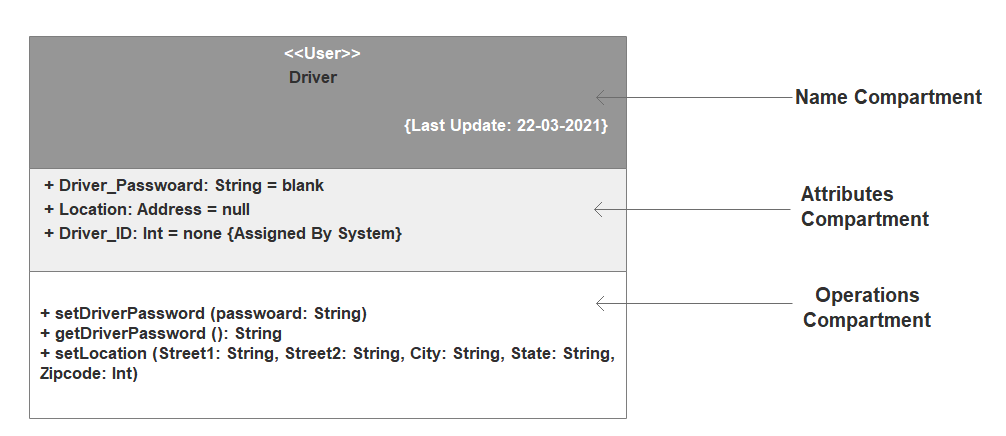 <<User>>
Driver
{Last Update: 22-03-2021}
Name Compartment
+ Driver_Passwoard: String = blank
+ Location: Address = null
+ Driver_ID: Int = none {Assigned By System}
Attributes
Compartment
+ setDriverPassword (passwoard: String)
+ getDriverPassword (): String
+ setLocation (Street1: String, Street2: String, City: String, State: String,
Zipcode: Int)
Operations
Compartment